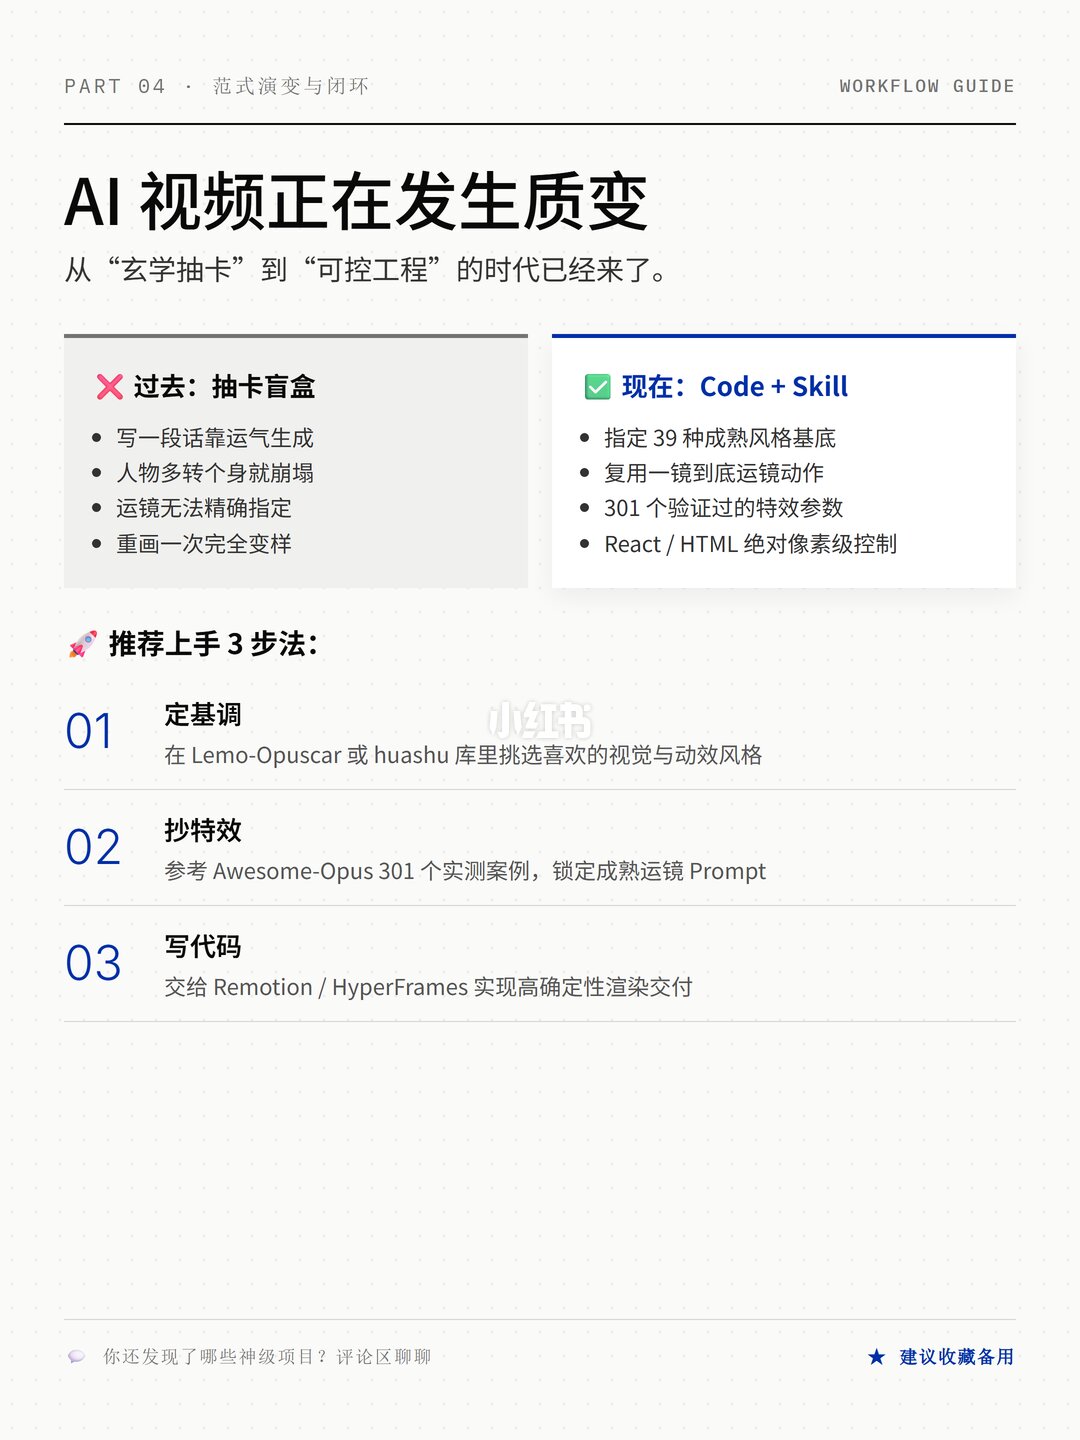 PART 04 · 范式演变与闭环
WORKFLOW GUIDE
AI 视频正在发生质变
从“玄学抽卡”到“可控工程”的时代已经来了。
❌ 过去：抽卡盲盒
• 写一段话靠运气生成
• 人物多转个身就崩塌
• 运镜无法精确指定
• 重画一次完全变样
✅ 现在：Code + Skill
• 指定 39 种成熟风格基底
• 复用一镜到底运镜动作
• 301 个验证过的特效参数
• React / HTML 绝对像素级控制
🚀 推荐上手 3 步法：
01
定基调
在 Lemo-Opuscar 或 huashu 库里挑选喜欢的视觉与动效风格
小红书
02
抄特效
参考 Awesome-Opus 301 个实测案例，锁定成熟运镜 Prompt
03
写代码
交给 Remotion / HyperFrames 实现高确定性渲染交付
💬 你还发现了哪些神级项目？评论区聊聊
★ 建议收藏备用